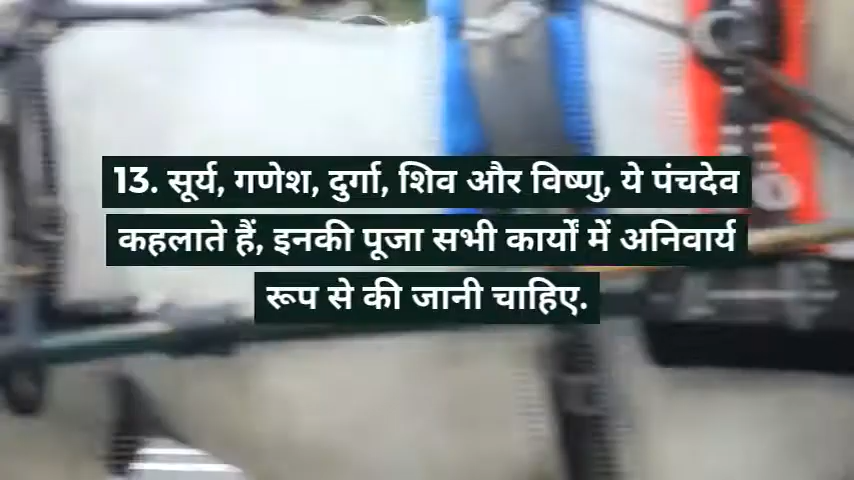 13. सूर्य, गणेश, दुर्गा, शिव और विष्णु, ये पंचदेव
कहलाते हैं, इनकी पूजा सभी कार्यों में अनिवार्य
रूप से की जानी चाहिए.